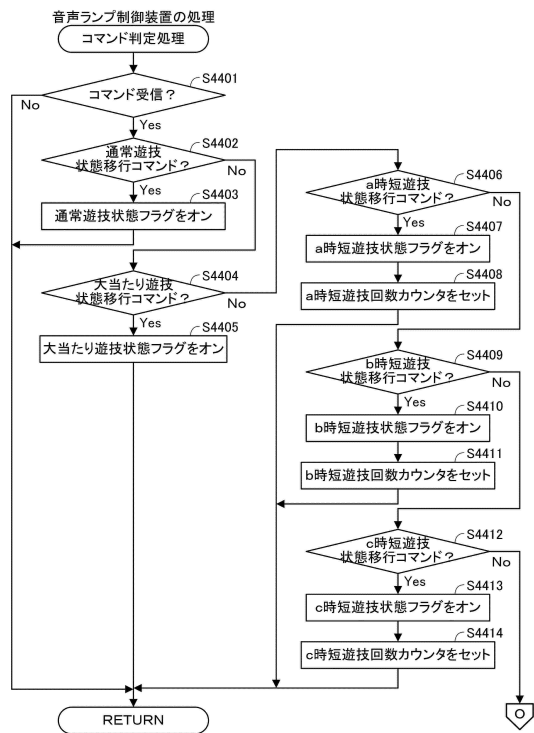 音声ランプ制御装置の処理
コマンド判定処理
S4401
コマンド受信？
No
Yes
S4402
通常遊技
状態移行コマンド？
No
Yes
S4403
通常遊技状態フラグをオン
S4404
大当たり遊技
状態移行コマンド？
No
Yes
S4405
大当たり遊技状態フラグをオン
S4406
a時短遊技
状態移行コマンド？
No
Yes
S4407
a時短遊技状態フラグをオン
S4408
a時短遊技回数カウンタをセット
S4409
b時短遊技
状態移行コマンド？
No
Yes
S4410
b時短遊技状態フラグをオン
S4411
b時短遊技回数カウンタをセット
S4412
c時短遊技
状態移行コマンド？
No
Yes
S4413
c時短遊技状態フラグをオン
S4414
c時短遊技回数カウンタをセット
RETURN
O